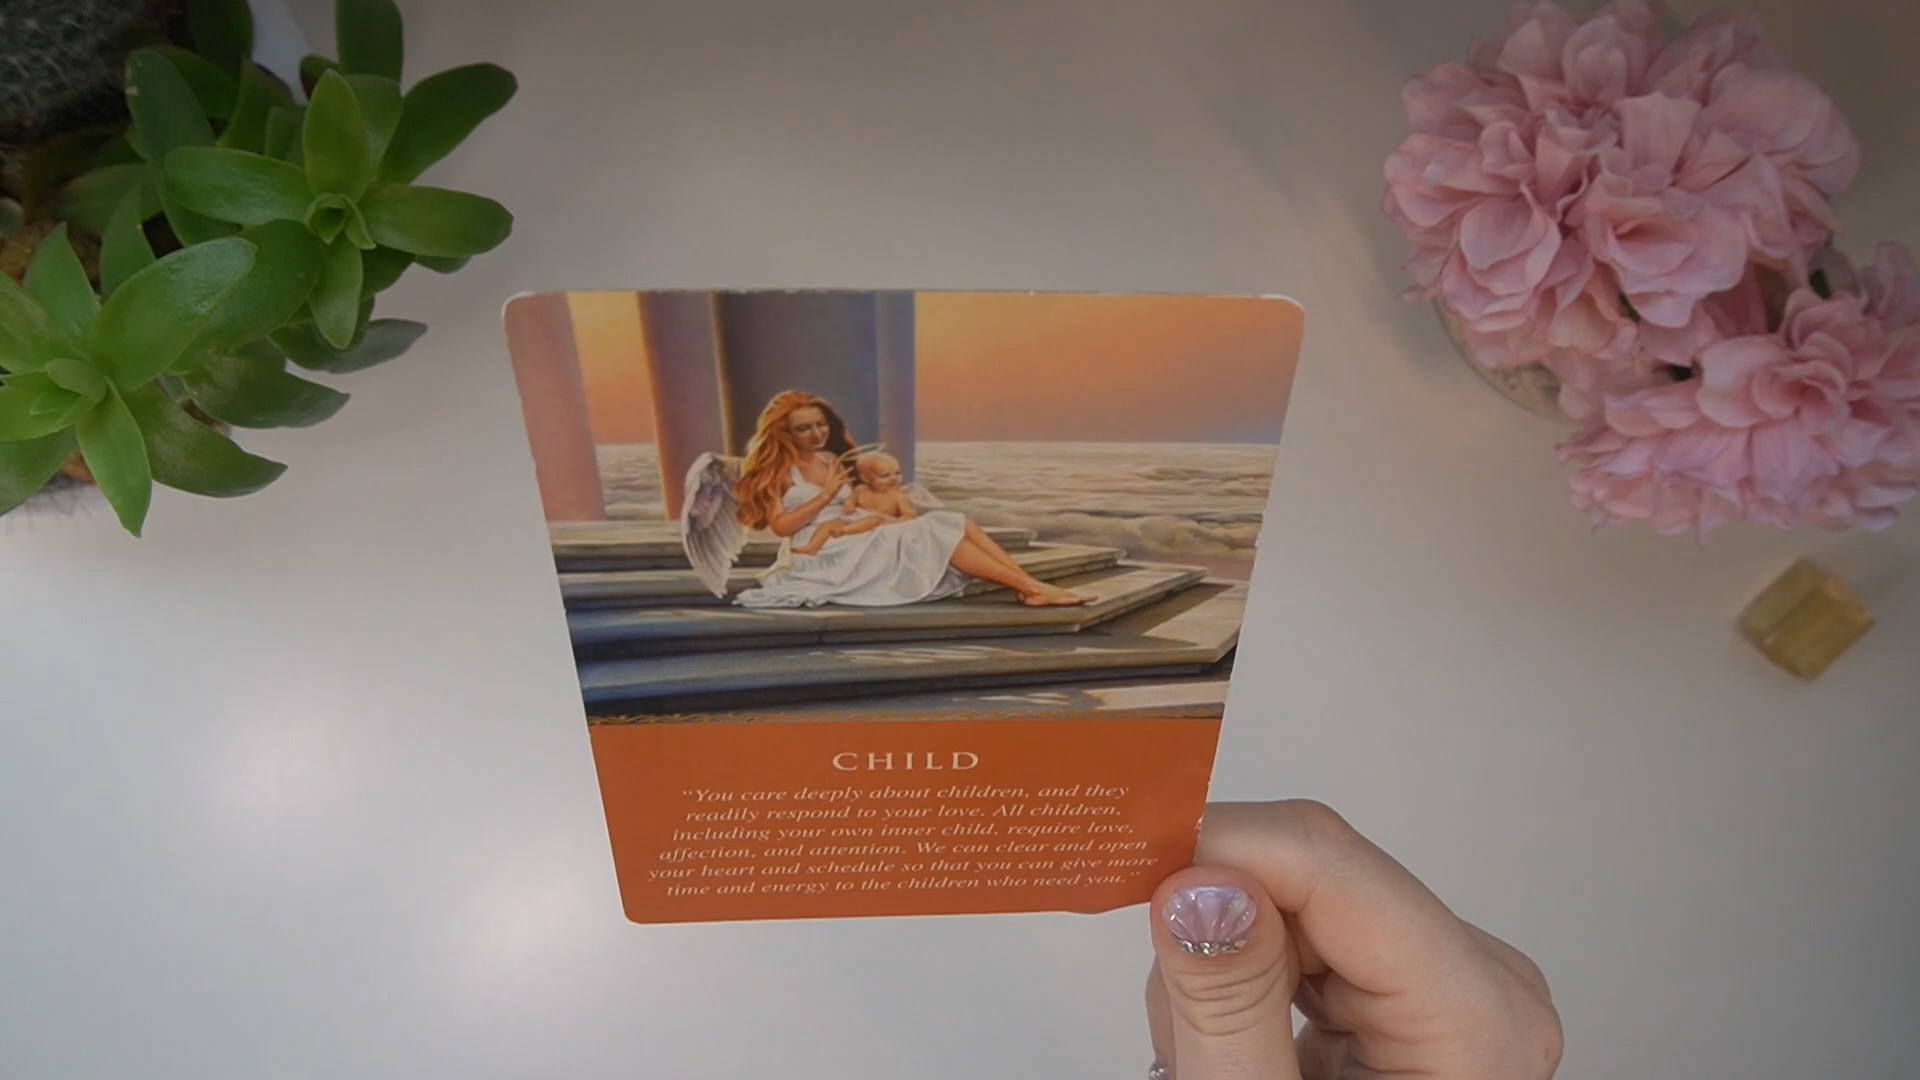 CHILD
“You care deeply about children, and they
readily respond to your love. All children,
including your own inner child, require love,
affection, and attention. We can clear and open
your heart and schedule so that you can give more
time and energy to the children who need you.”